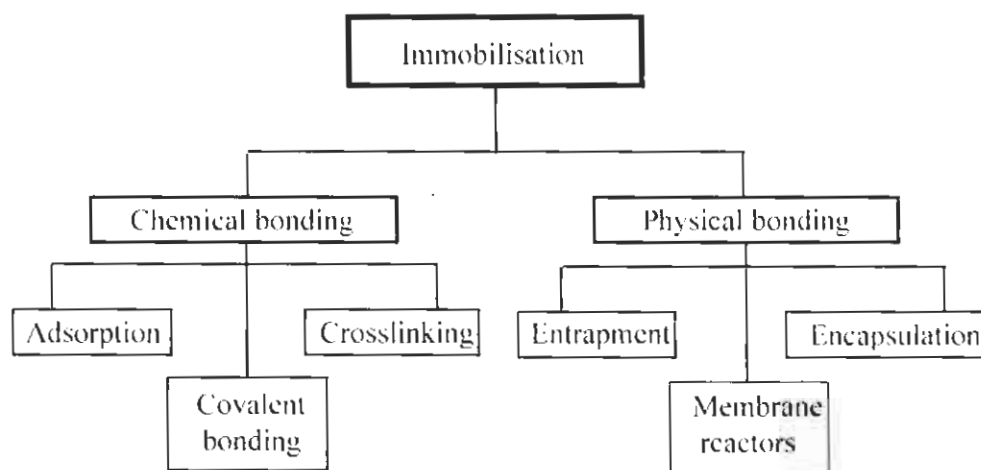 Immobilisation
Chemical bonding
Physical bonding
Adsorption
Crosslinking
Entrapment
Encapsulation
Covalent
bonding
Membrane
reactors